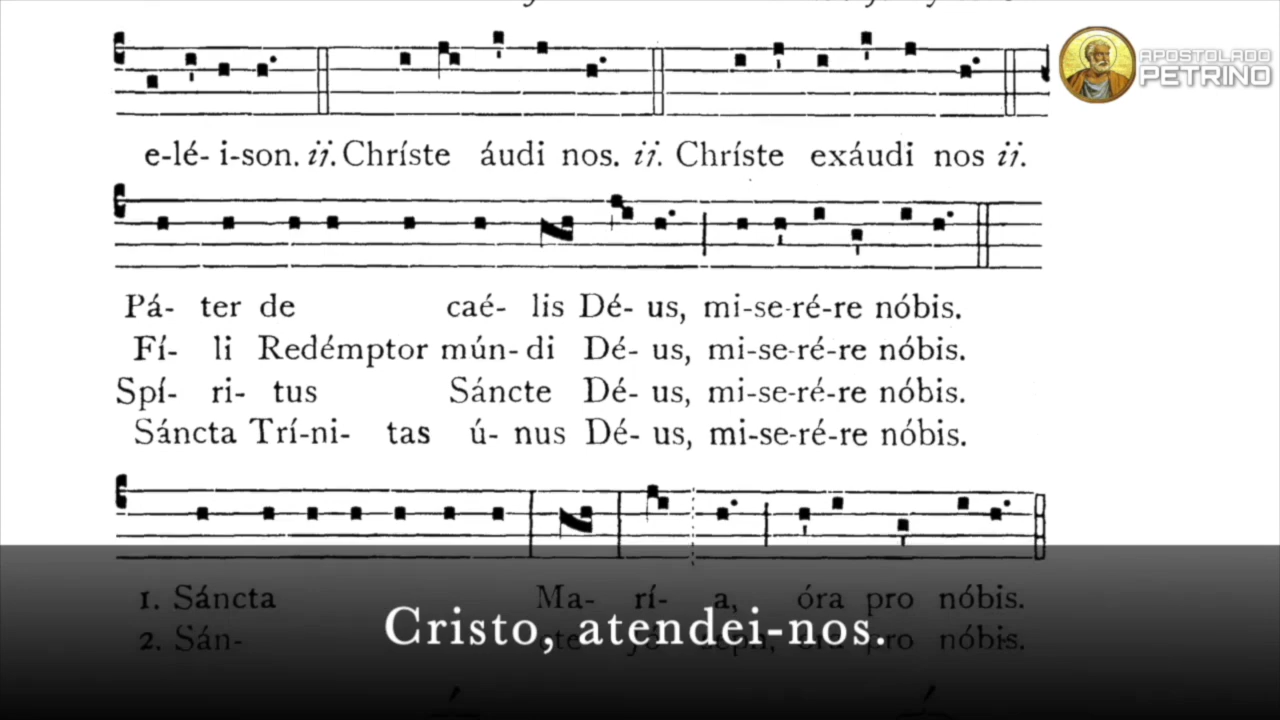 APOSTOLADO
PETRINO
e-lé- i-son. ij. Chríste áudi nos. ij. Chríste exáudi nos ij.
Pá- ter de caé- lis Dé- us, mi-se-ré-re nóbis.
Fí- li Redémptor mún- di Dé- us, mi-se-ré-re nóbis.
Spí- ri- tus Sáncte Dé- us, mi-se-ré-re nóbis.
Sáncta Trí-ni- tas ú- nus Dé- us, mi-se-ré-re nóbis.
1. Sáncta Ma- rí- a, óra pro nóbis.
2. Sán- pro nóbis.
Cristo, atendei-nos.